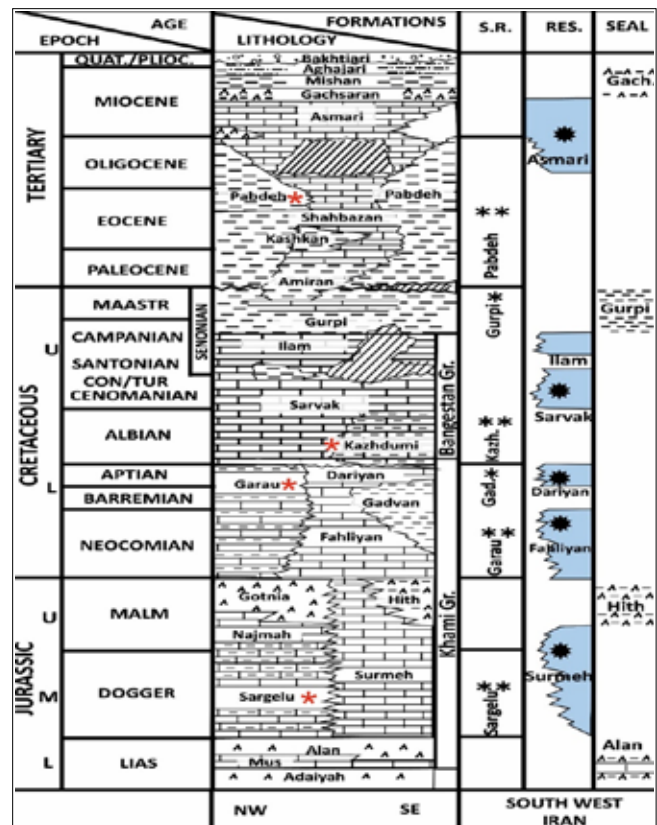 AGE
EPOCH
FORMATIONS
LITHOLOGY
S.R.
RES.
SEAL
TERTIARY
QUAT./PLIOC.
MIOCENE
OLIGOCENE
EOCENE
PALEOCENE
CRETACEOUS
U
L
MAASTR
CAMPANIAN
SANTONIAN
CON/TUR
CENOMANIAN
SENONIAN
ALBIAN
APTIAN
BARREMIAN
NEOCOMIAN
JURASSIC
U
M
L
MALM
DOGGER
LIAS
Bakhtiari
Aghajari
Mishan
Gachsaran
Asmari
Pabdeb
Pabdeh
Shahbazan
Kashkan
Amiran
Gurpi
Ilam
Sarvak
Kazhdumi
Garau
Dariyan
Gadvan
Fahliyan
Gotnia
Hith
Najmah
Sargelu
Surmeh
Alan
Mus
Adaiyah
Bangestan Gr.
Khami Gr.
Pabdeh
Gurpi
Kazh.
Gad.
Garau
Sargelu
Asmari
Ilam
Sarvak
Dariyan
Fahliyan
Surmeh
Gach.
Gurpi
Hith
Alan
NW
SE
SOUTH WEST
IRAN